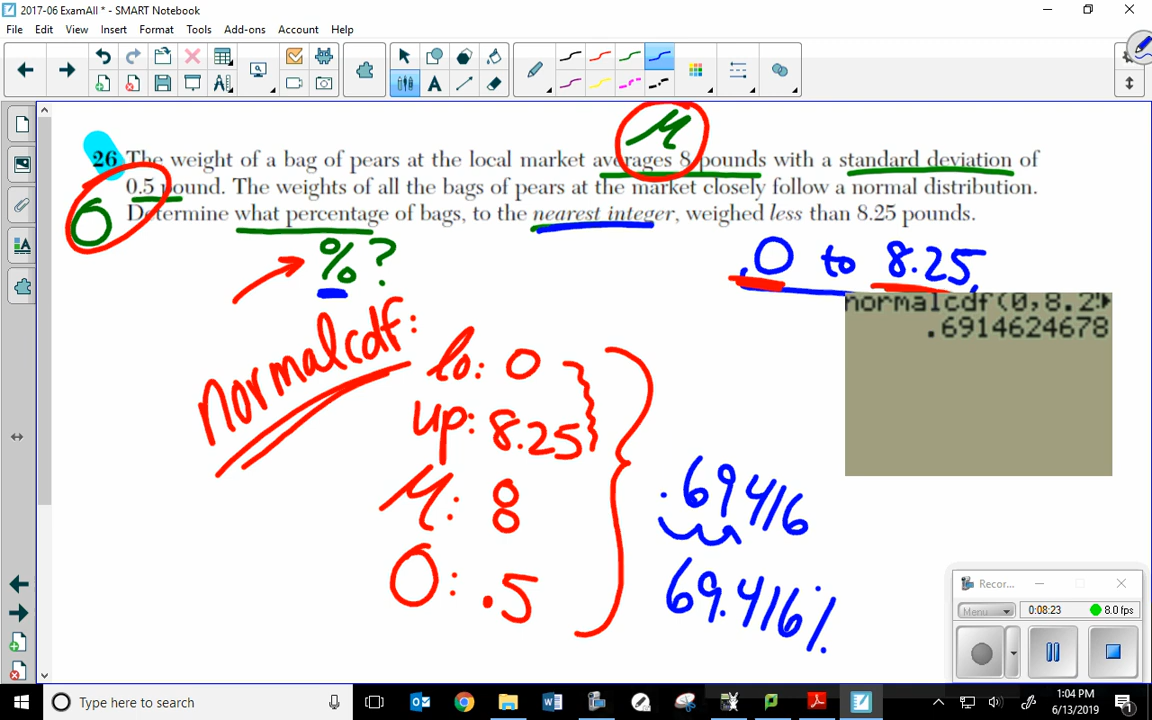 2017-06 ExamAll * - SMART Notebook
File Edit View Insert Format Tools Add-ons Account Help
μ
26 The weight of a bag of pears at the local market averages 8 pounds with a standard deviation of
0.5 pound. The weights of all the bags of pears at the market closely follow a normal distribution.
Determine what percentage of bags, to the nearest integer, weighed less than 8.25 pounds.
σ
%?
0 to 8.25
normalcdf(0,8.2
.6914624678
normalcdf:
lo: 0
up: 8.25
μ: 8
σ: .5
.69416
69.416%
Recor...
Menu
0:08:23
8.0 fps
Type here to search
1:04 PM
6/13/2019